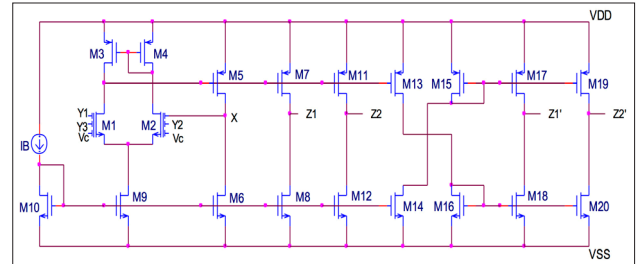 VDD
M3 M4 M5 M7 M11 M13 M15 M17 M19
Y1 Y3 Vc M1 M2 Y2 Vc X Z1 Z2 Z1' Z2'
IB
M10 M9 M6 M8 M12 M14 M16 M18 M20
VSS